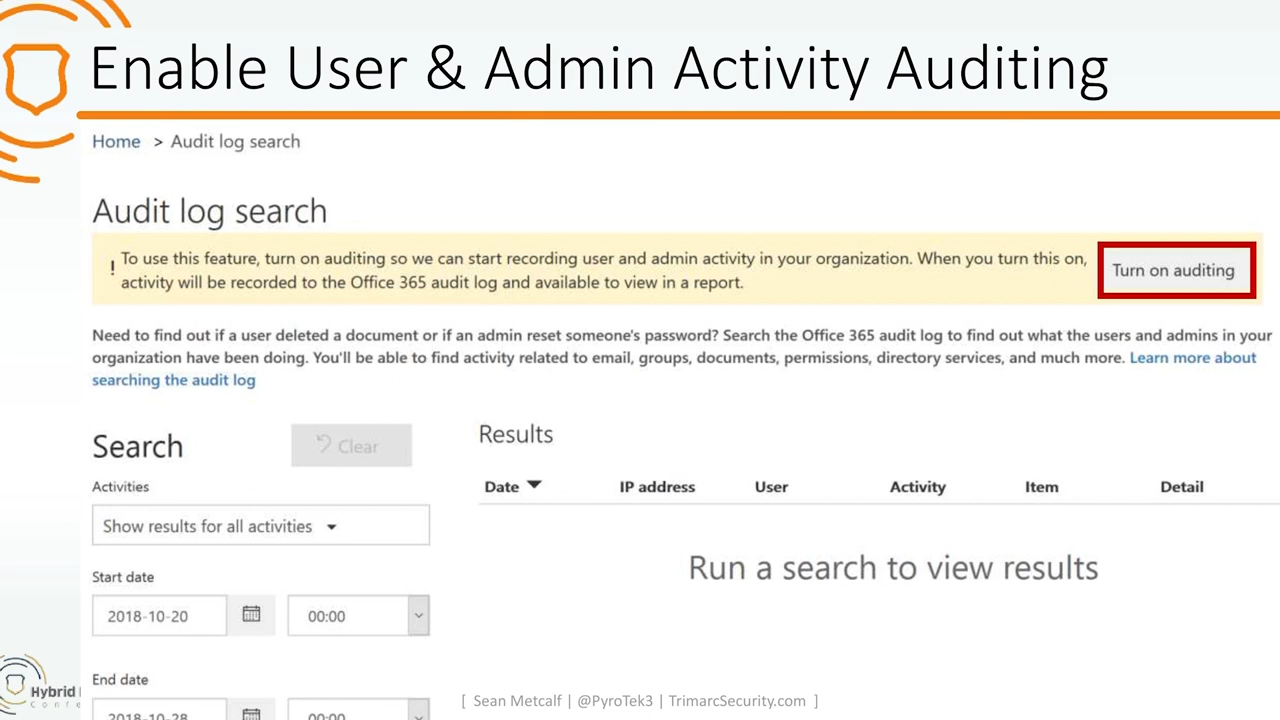 Enable User & Admin Activity Auditing
Home > Audit log search
Audit log search
! To use this feature, turn on auditing so we can start recording user and admin activity in your organization. When you turn this on,
activity will be recorded to the Office 365 audit log and available to view in a report.
Turn on auditing
Need to find out if a user deleted a document or if an admin reset someone's password? Search the Office 365 audit log to find out what the users and admins in your
organization have been doing. You'll be able to find activity related to email, groups, documents, permissions, directory services, and much more. Learn more about
searching the audit log
Search
Clear
Activities
Show results for all activities
Start date
2018-10-20
00:00
End date
2018-10-28
00:00
Results
Date IP address User Activity Item Detail
Run a search to view results
Hybrid
[ Sean Metcalf | @PyroTek3 | TrimarcSecurity.com ]